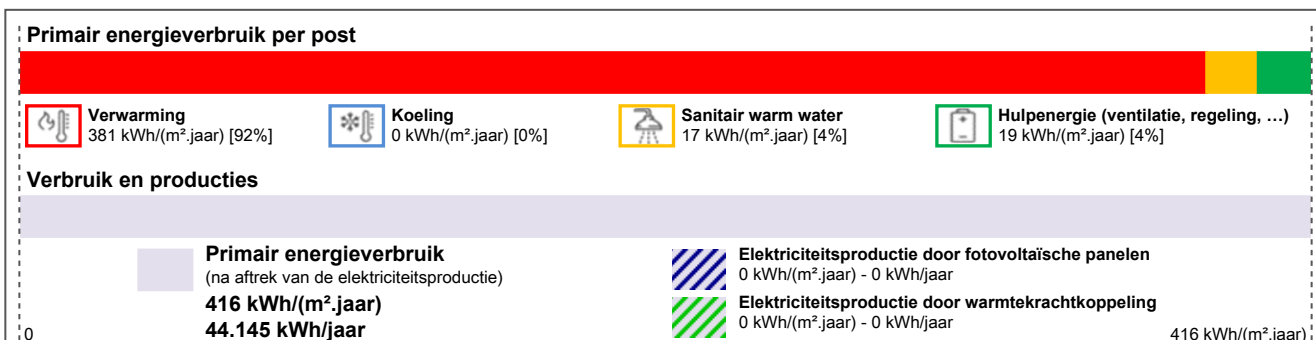 Primair energieverbruik per post
Verwarming
381 kWh/(m².jaar) [92%]
Koeling
0 kWh/(m².jaar) [0%]
Sanitair warm water
17 kWh/(m².jaar) [4%]
Hulpenergie (ventilatie, regeling, …)
19 kWh/(m².jaar) [4%]
Verbruik en producties
Primair energieverbruik
(na aftrek van de elektriciteitsproductie)
416 kWh/(m².jaar)
44.145 kWh/jaar
Elektriciteitsproductie door fotovoltaïsche panelen
0 kWh/(m².jaar) - 0 kWh/jaar
Elektriciteitsproductie door warmtekrachtkoppeling
0 kWh/(m².jaar) - 0 kWh/jaar
0
416 kWh/(m².jaar)